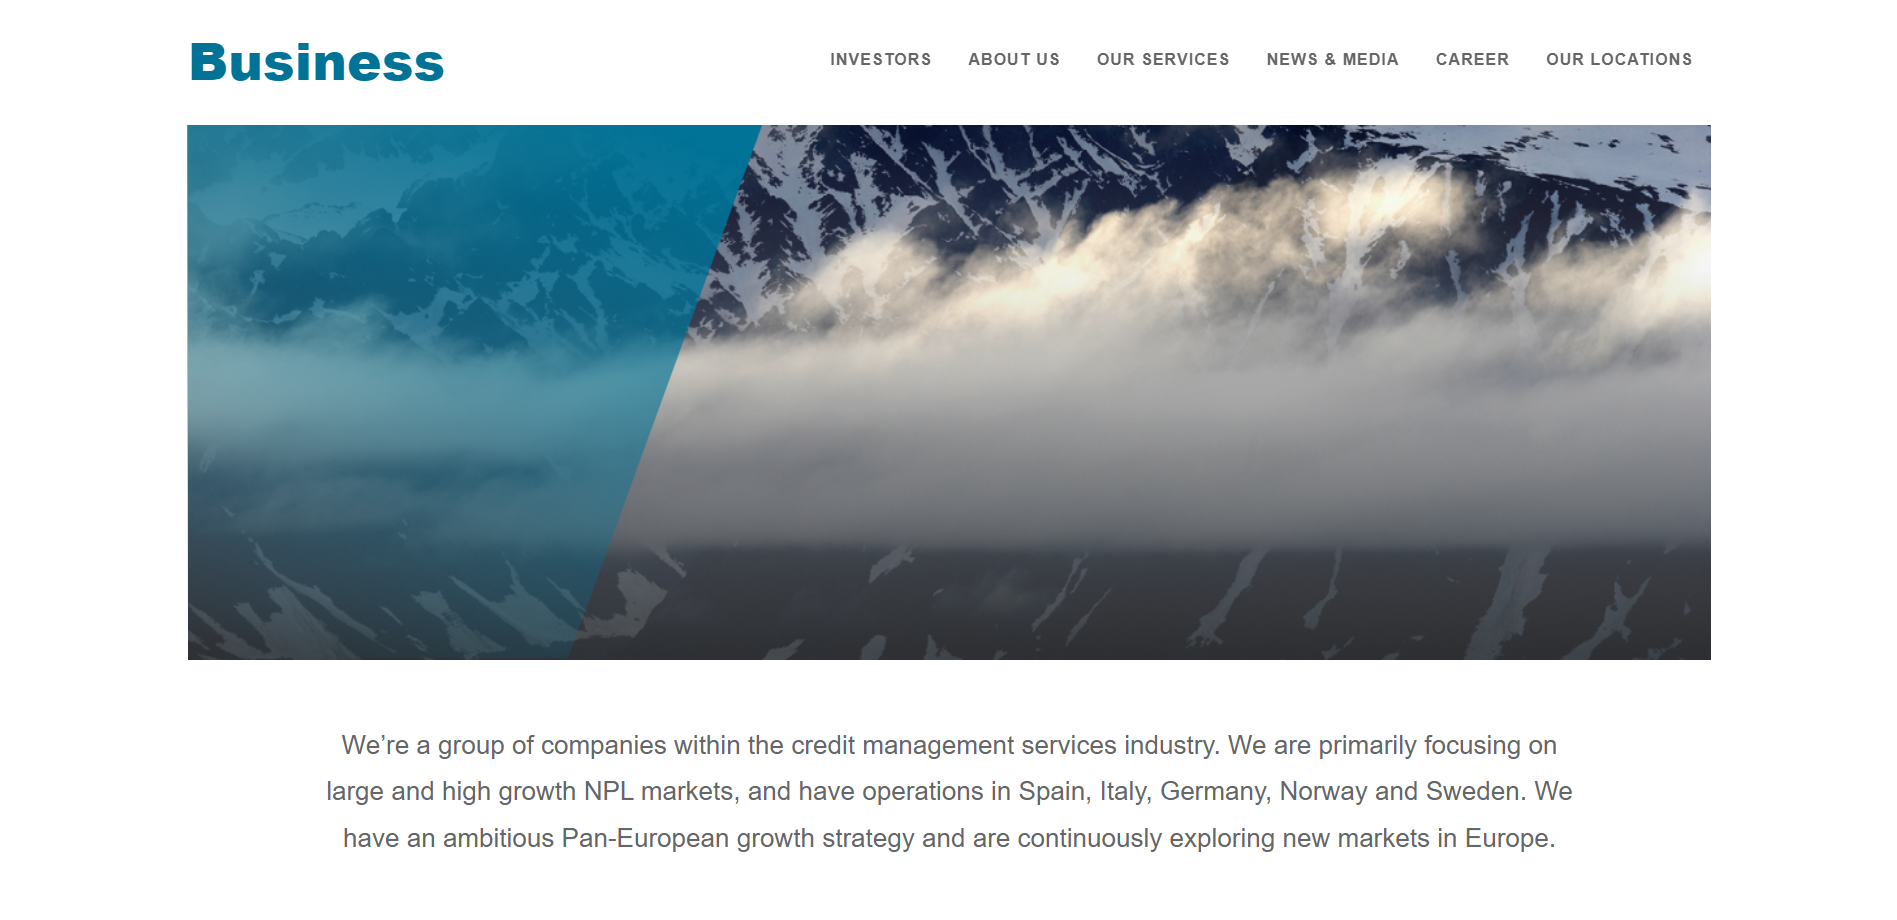 Business
INVESTORS ABOUT US OUR SERVICES NEWS & MEDIA CAREER OUR LOCATIONS
We’re a group of companies within the credit management services industry. We are primarily focusing on
large and high growth NPL markets, and have operations in Spain, Italy, Germany, Norway and Sweden. We
have an ambitious Pan-European growth strategy and are continuously exploring new markets in Europe.